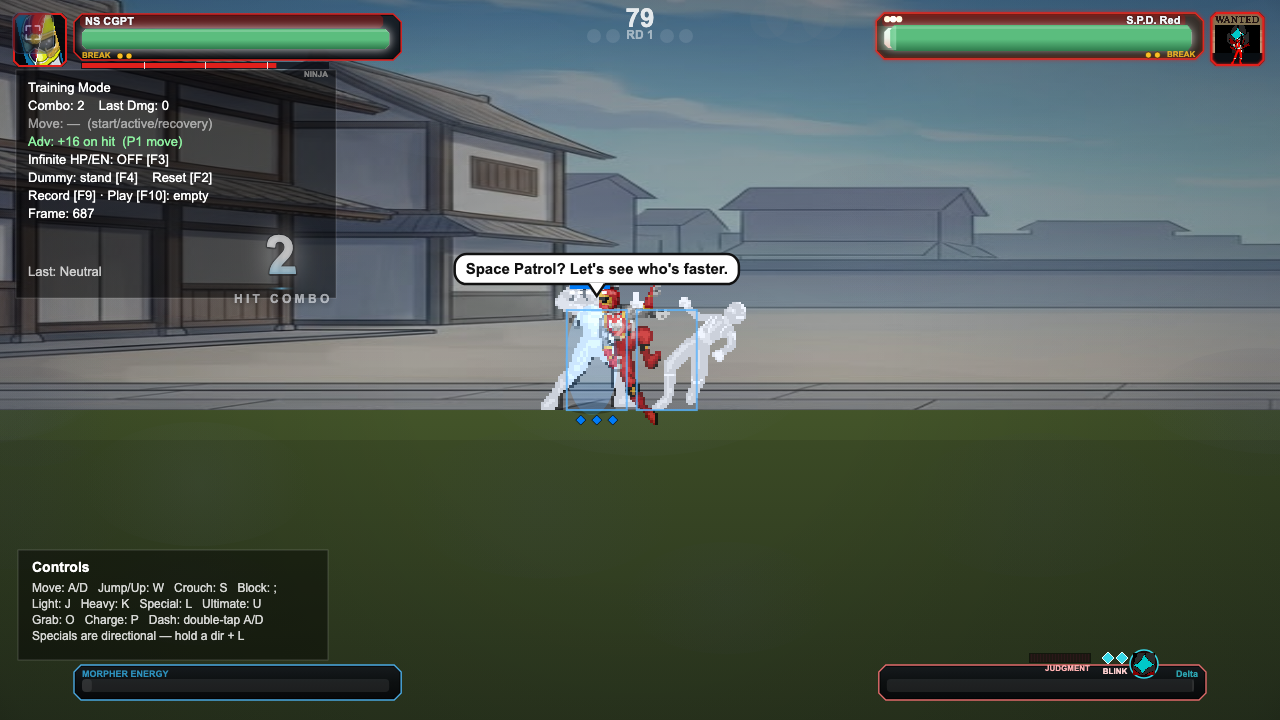 NS CGPT
BREAK
NINJA
79
RD 1
S.P.D. Red
BREAK
WANTED
Training Mode
Combo: 2 Last Dmg: 0
Move: — (start/active/recovery)
Adv: +16 on hit (P1 move)
Infinite HP/EN: OFF [F3]
Dummy: stand [F4] Reset [F2]
Record [F9] · Play [F10]: empty
Frame: 687
Last: Neutral
2
HIT COMBO
Space Patrol? Let's see who's faster.
Controls
Move: A/D Jump/Up: W Crouch: S Block: ;
Light: J Heavy: K Special: L Ultimate: U
Grab: O Charge: P Dash: double-tap A/D
Specials are directional — hold a dir + L
MORPHER ENERGY
JUDGMENT
BLINK
Delta